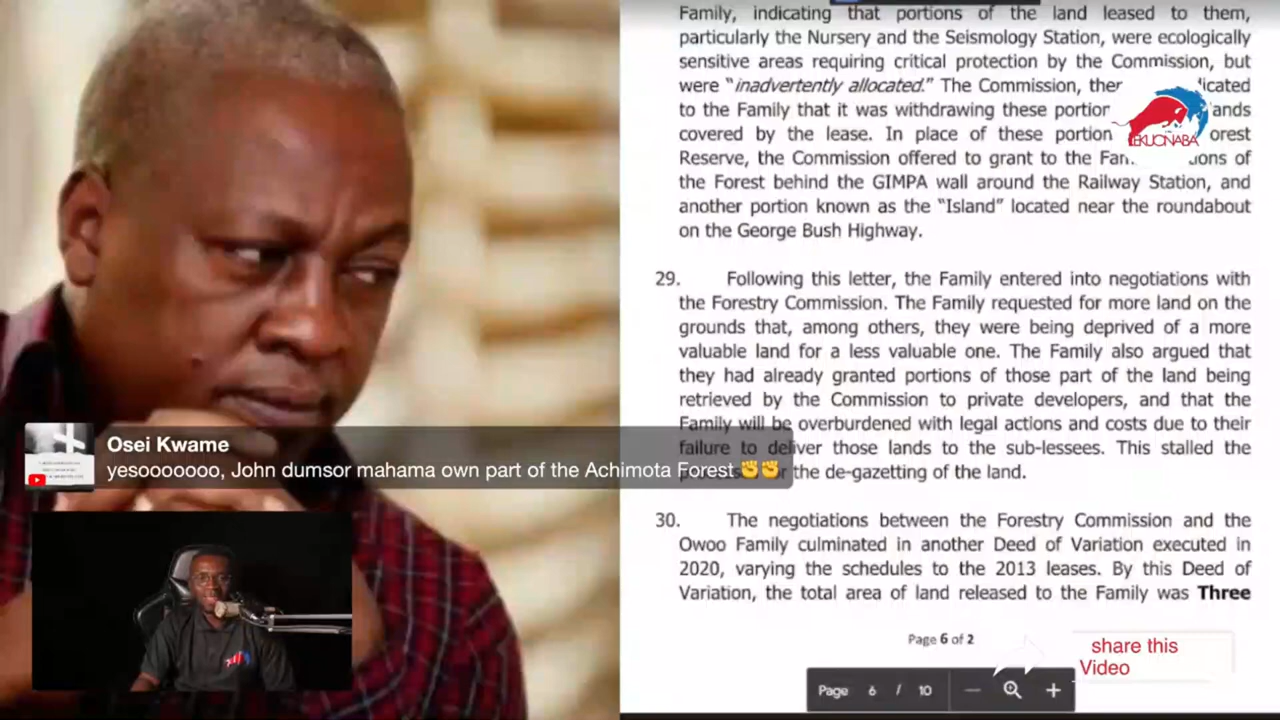 Family, indicating that portions of the land leased to them,
particularly the Nursery and the Seismology Station, were ecologically
sensitive areas requiring critical protection by the Commission, but
were "inadvertently allocated." The Commission, ther icated
to the Family that it was withdrawing these portion ands
covered by the lease. In place of these portion orest
Reserve, the Commission offered to grant to the Fam ions of
the Forest behind the GIMPA wall around the Railway Station, and
another portion known as the "Island" located near the roundabout
on the George Bush Highway.
EKUONABA
29. Following this letter, the Family entered into negotiations with
the Forestry Commission. The Family requested for more land on the
grounds that, among others, they were being deprived of a more
valuable land for a less valuable one. The Family also argued that
they had already granted portions of those part of the land being
retrieved by the Commission to private developers, and that the
Family will be overburdened with legal actions and costs due to their
failure to deliver those lands to the sub-lessees. This stalled the
the de-gazetting of the land.
Osei Kwame
yesooooooo, John dumsor mahama own part of the Achimota Forest✊✊
30. The negotiations between the Forestry Commission and the
Owoo Family culminated in another Deed of Variation executed in
2020, varying the schedules to the 2013 leases. By this Deed of
Variation, the total area of land released to the Family was Three
Page 6 of 2
share this
Video
Page 6 / 10